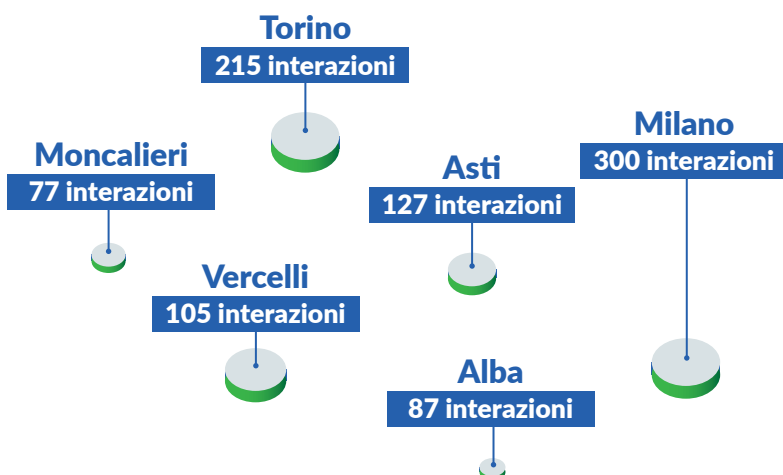 Torino
215 interazioni
Milano
300 interazioni
Moncalieri
77 interazioni
Asti
127 interazioni
Vercelli
105 interazioni
Alba
87 interazioni